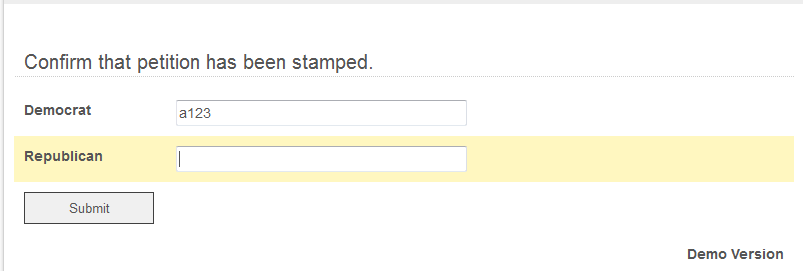 Confirm that petition has been stamped.
Democrat a123
Republican
Submit
Demo Version